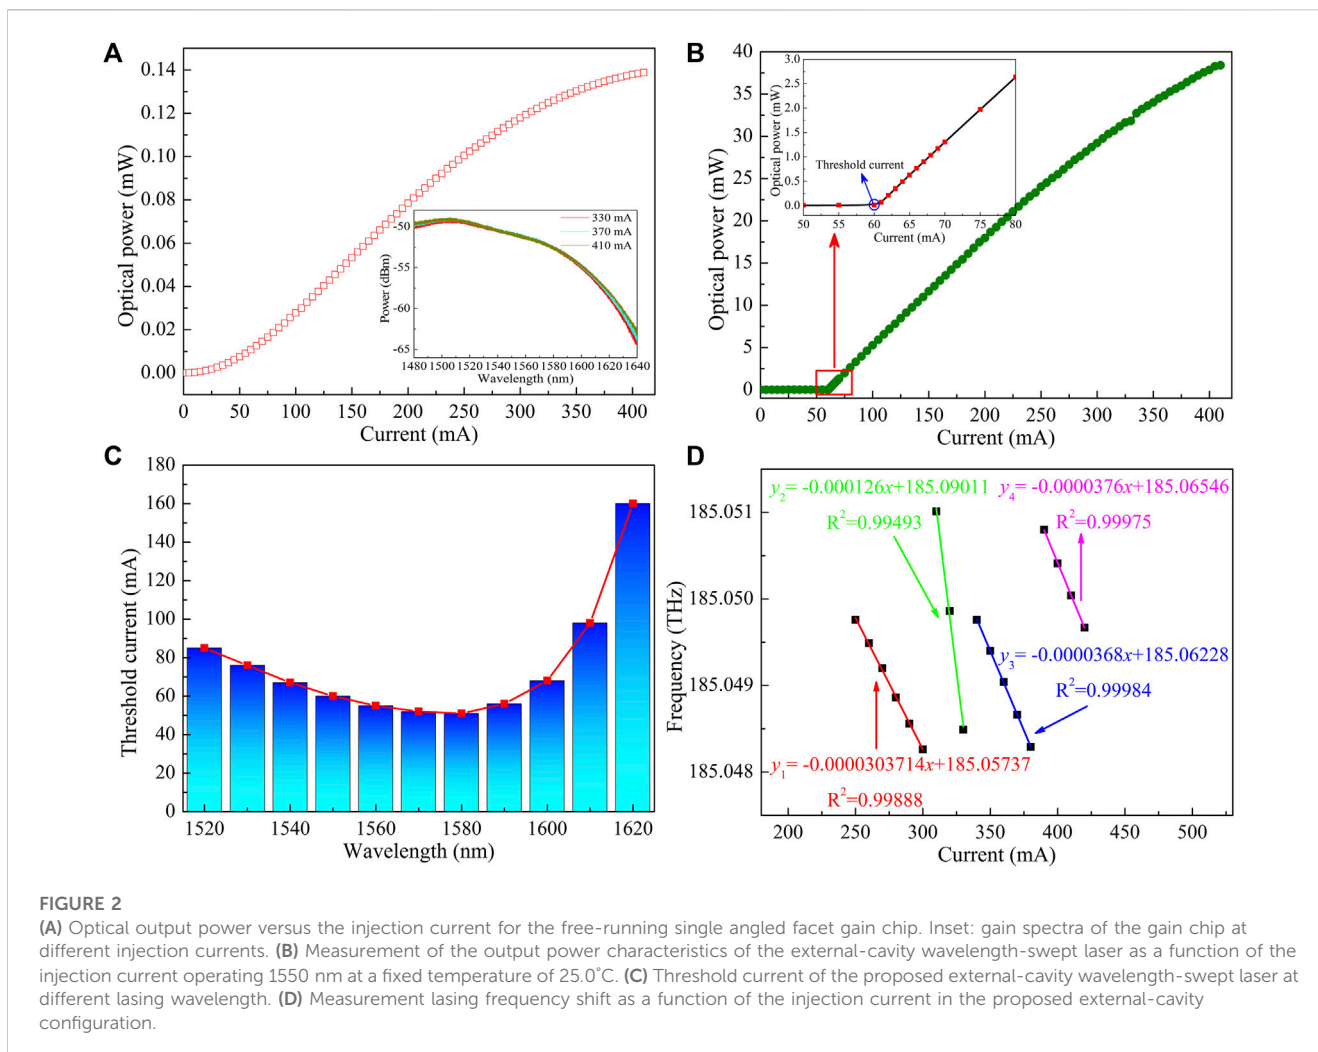 A
0.14
0.12
0.10
0.08
0.06
0.04
0.02
0.00
Optical power (mW)
0 50 100 150 200 250 300 350 400
Current (mA)
-50
-55
-60
-65
Power (dBm)
330 mA
370 mA
410 mA
1480 1500 1520 1540 1560 1580 1600 1620 1640
Wavelength (nm)
B
40
35
30
25
20
15
10
5
0
Optical power (mW)
0 50 100 150 200 250 300 350 400
Current (mA)
3.0
2.5
2.0
1.5
1.0
0.5
0.0
Optical power (mW)
Threshold current
50 55 60 65 70 75 80
Current (mA)
C
180
160
140
120
100
80
60
40
20
0
Threshold current (mA)
1520 1540 1560 1580 1600 1620
Wavelength (nm)
D
185.051
185.050
185.049
185.048
Frequency (THz)
y₂= -0.000126x+185.09011
R²=0.99493
y₄= -0.0000376x+185.06546
R²=0.99975
y₃= -0.0000368x+185.06228
R²=0.99984
y₁= -0.0000303714x+185.05737
R²=0.99888
200 250 300 350 400 450 500
Current (mA)
FIGURE 2
(A) Optical output power versus the injection current for the free-running single angled facet gain chip. Inset: gain spectra of the gain chip at
different injection currents. (B) Measurement of the output power characteristics of the external-cavity wavelength-swept laser as a function of the
injection current operating 1550 nm at a fixed temperature of 25.0°C. (C) Threshold current of the proposed external-cavity wavelength-swept laser at
different lasing wavelength. (D) Measurement lasing frequency shift as a function of the injection current in the proposed external-cavity
configuration.